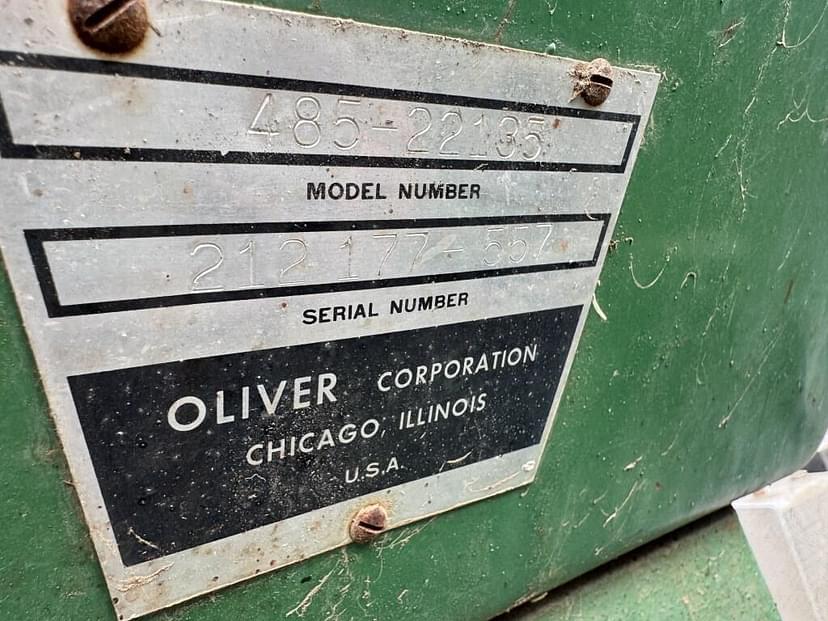 485-22135
MODEL NUMBER
212 177-557
SERIAL NUMBER
OLIVER CORPORATION
CHICAGO, ILLINOIS
U.S.A.